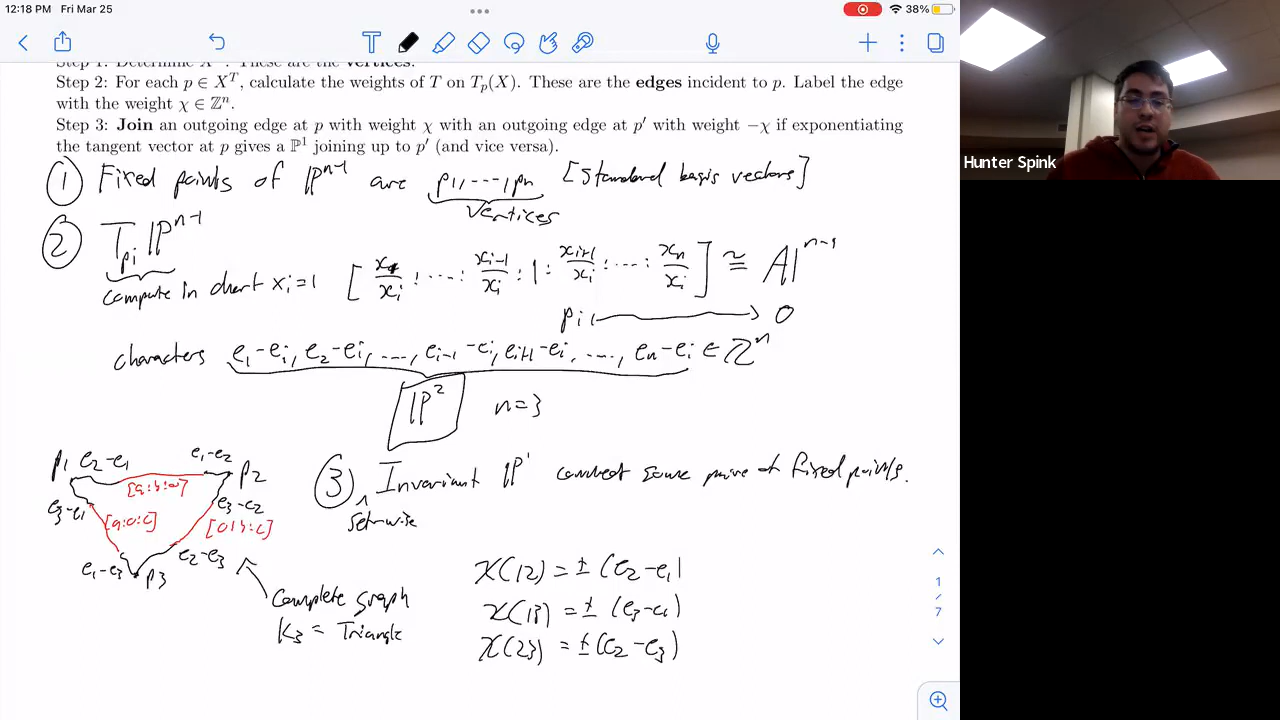 12:18 PM Fri Mar 25
38%
Step 2: For each p ∈ X^T, calculate the weights of T on T_p(X). These are the edges incident to p. Label the edge
with the weight χ ∈ ℤ^n.
Step 3: Join an outgoing edge at p with weight χ with an outgoing edge at p′ with weight −χ if exponentiating
the tangent vector at p gives a ℙ^1 joining up to p′ (and vice versa).
① Fixed points of ℙ^{n-1} are p_1, ..., p_n [Standard basis vectors]
vertices
② T_{p_i} ℙ^{n-1}
compute in chart x_i=1 [x_1/x_i : ... : x_{i-1}/x_i : 1 : x_{i+1}/x_i : ... : x_n/x_i] ≅ A^{n-1}
p_i ⟶ 0
characters e_1-e_i, e_2-e_i, ..., e_{i-1}-e_i, e_{i+1}-e_i, ..., e_n-e_i ∈ ℤ^n
ℙ^2 n=3
p_1 e_2-e_1 e_1-e_2 p_2
[a:b:0]
e_3-e_1 e_3-e_2
[a:0:c] [0:b:c]
e_1-e_3 p_3 e_2-e_3
③ Invariant ℙ^1 connect some pair of fixed points.
set-wise
Complete graph
K_3 = Triangle
χ(12) = ± (e_2-e_1)
χ(13) = ± (e_3-e_1)
χ(23) = ± (e_2-e_3)
1
/
7
Hunter Spink